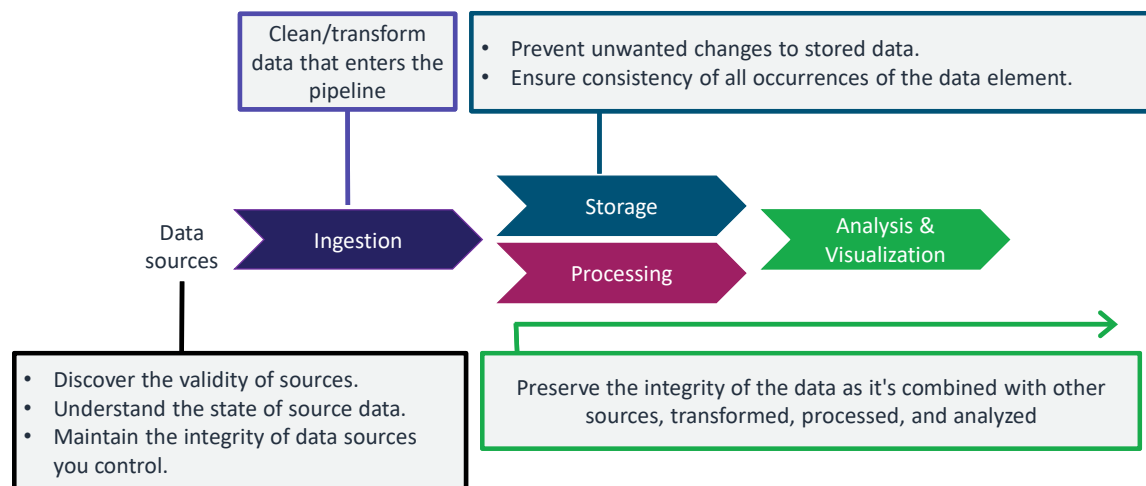 Clean/transform
data that enters the
pipeline
• Prevent unwanted changes to stored data.
• Ensure consistency of all occurrences of the data element.
Data
sources
Ingestion
Storage
Processing
Analysis &
Visualization
• Discover the validity of sources.
• Understand the state of source data.
• Maintain the integrity of data sources
you control.
Preserve the integrity of the data as it's combined with other
sources, transformed, processed, and analyzed